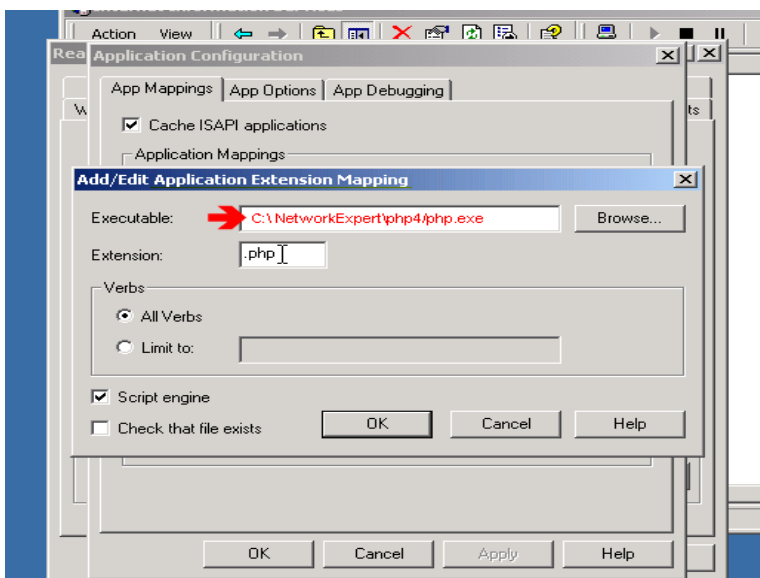 Action View
Rea Application Configuration
App Mappings App Options App Debugging
W ts
Cache ISAPI applications
Application Mappings
Add/Edit Application Extension Mapping
Executable: C:\NetworkExpert\php4/php.exe Browse...
Extension: .php
Verbs
All Verbs
Limit to:
Script engine
Check that file exists
OK Cancel Help
OK Cancel Apply Help